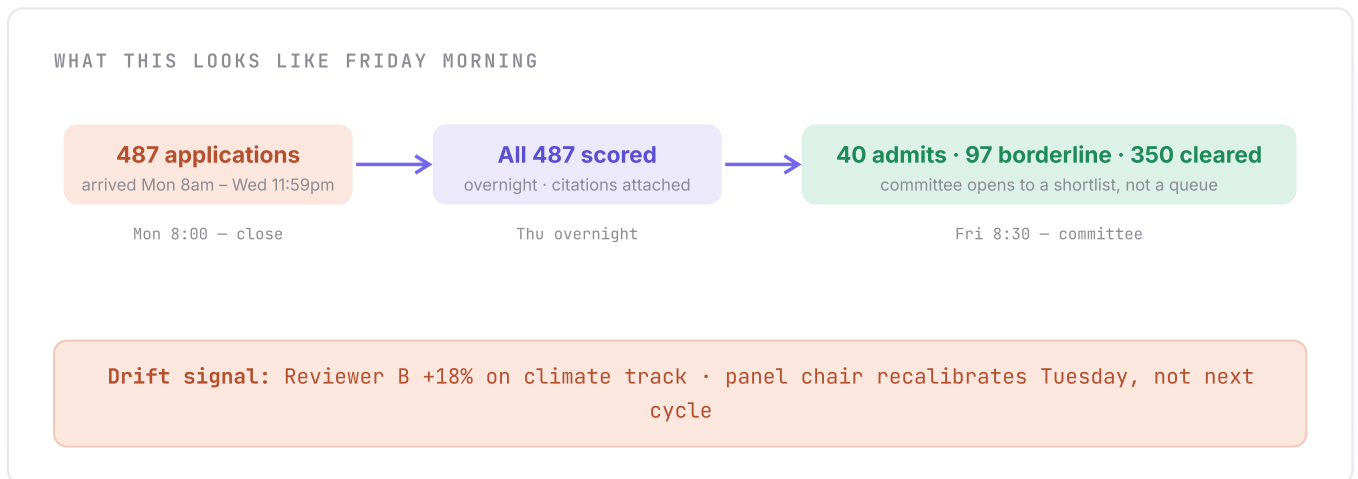 WHAT THIS LOOKS LIKE FRIDAY MORNING
487 applications
arrived Mon 8am – Wed 11:59pm
Mon 8:00 — close
All 487 scored
overnight · citations attached
Thu overnight
40 admits · 97 borderline · 350 cleared
committee opens to a shortlist, not a queue
Fri 8:30 — committee
Drift signal: Reviewer B +18% on climate track · panel chair recalibrates Tuesday, not next
cycle